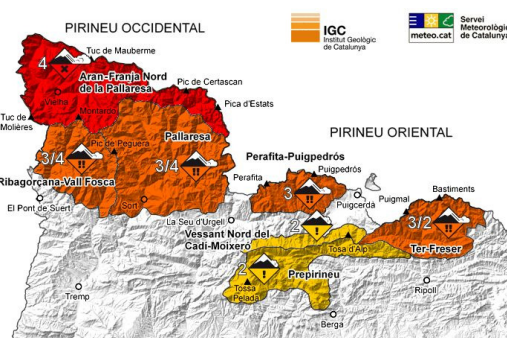 PIRINEU OCCIDENTAL
IGC
Institut Geològic
de Catalunya
meteo.cat
Servei
Meteorològic
de Catalunya
Tuc de Mauberme
4
Aran-Franja Nord
de la Pallaresa
Pic de Certascan
Vielha
Montardo
Pica d'Estats
Tuc de
Molières
Pallaresa
PIRINEU ORIENTAL
Pic de Peguera
3/4
!!
3/4
!!
Perafita-Puigpedrós
Puigpedrós
Perafita
Ribagorçana-Vall Fosca
3
!!
Bastiments
El Pont de Suert
Sort
Puigcerdà
Puigmal
La Seu d'Urgell
2
!
3/2
!!
Vessant Nord del
Cadí-Moixeró
Tosa d'Alp
Ter-Freser
2
!
Prepirineu
Tremp
Tossa
Pelada
Ripoll
Berga